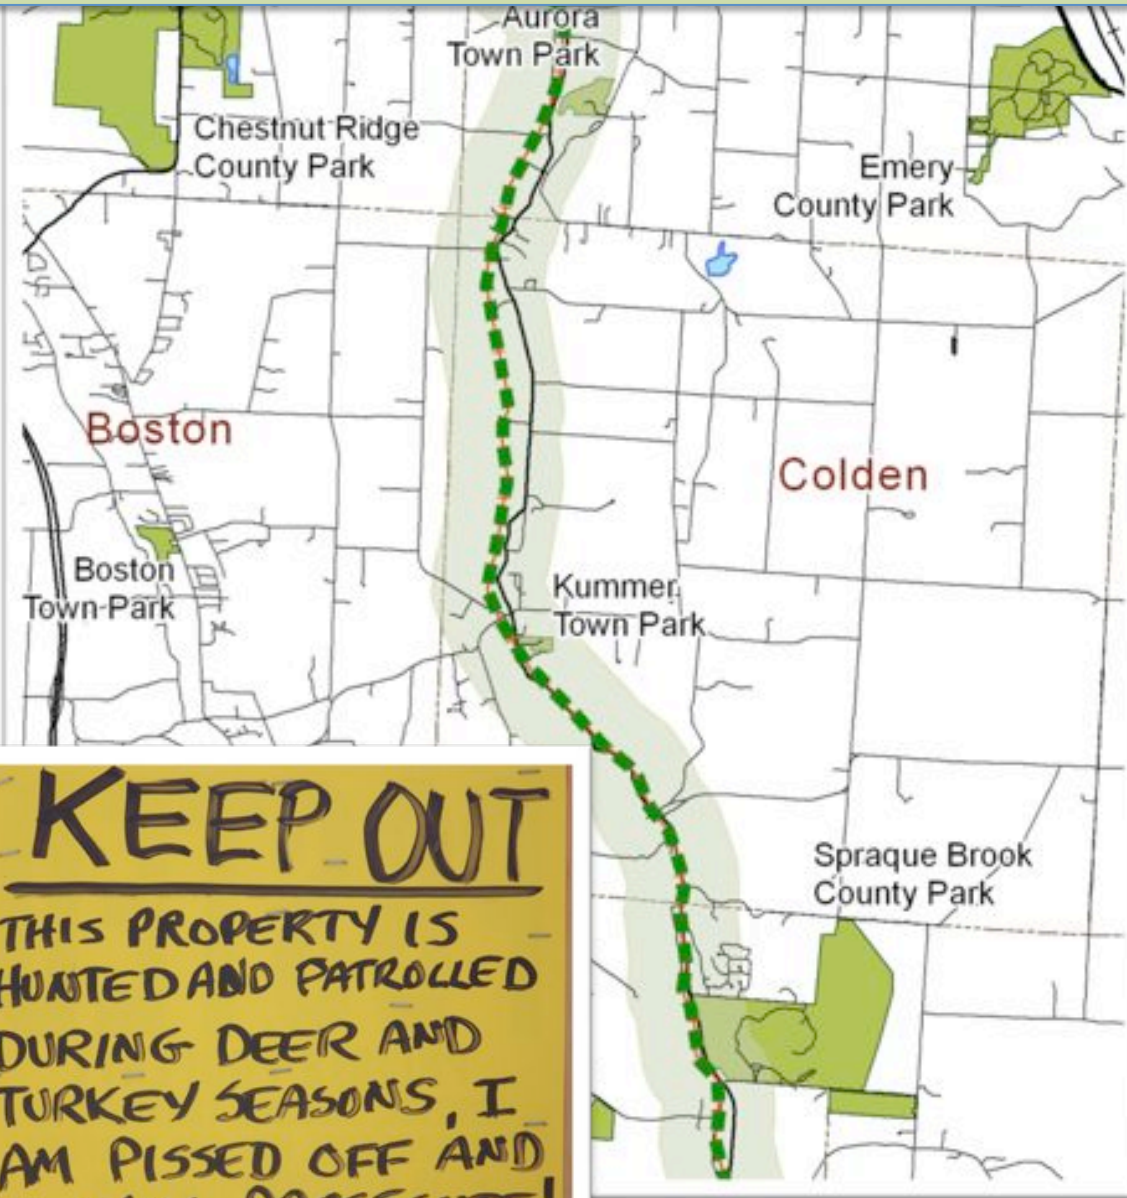 Aurora
Town Park
Chestnut Ridge
County Park
Emery
County Park
Boston
Colden
Boston
Town Park
Kummer
Town Park
Spraque Brook
County Park
KEEP OUT
THIS PROPERTY IS
HUNTED AND PATROLLED
DURING DEER AND
TURKEY SEASONS, I
AM PISSED OFF AND